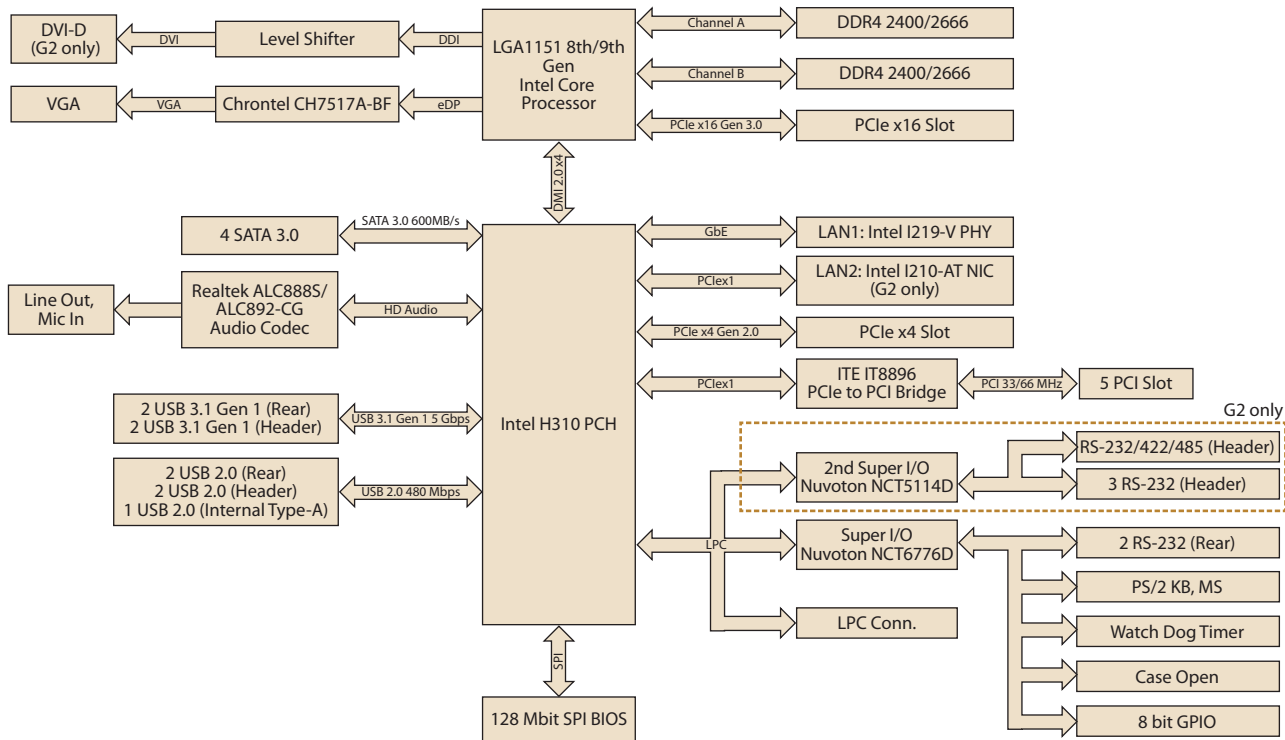 DVI-D
(G2 only)
DVI
Level Shifter
DDI
VGA
VGA
Chrontel CH7517A-BF
eDP
LGA1151 8th/9th
Gen
Intel Core
Processor
Channel A
DDR4 2400/2666
Channel B
DDR4 2400/2666
PCIe x16 Gen 3.0
PCIe x16 Slot
DMI 2.0 x4
4 SATA 3.0
SATA 3.0 600MB/s
Line Out,
Mic In
Realtek ALC888S/
ALC892-CG
Audio Codec
HD Audio
2 USB 3.1 Gen 1 (Rear)
2 USB 3.1 Gen 1 (Header)
USB 3.1 Gen 1 5 Gbps
2 USB 2.0 (Rear)
2 USB 2.0 (Header)
1 USB 2.0 (Internal Type-A)
USB 2.0 480 Mbps
Intel H310 PCH
GbE
LAN1: Intel I219-V PHY
PCIex1
LAN2: Intel I210-AT NIC
(G2 only)
PCIe x4 Gen 2.0
PCIe x4 Slot
PCIex1
ITE IT8896
PCIe to PCI Bridge
PCI 33/66 MHz
5 PCI Slot
G2 only
2nd Super I/O
Nuvoton NCT5114D
RS-232/422/485 (Header)
3 RS-232 (Header)
LPC
Super I/O
Nuvoton NCT6776D
2 RS-232 (Rear)
PS/2 KB, MS
LPC Conn.
Watch Dog Timer
Case Open
8 bit GPIO
SPI
128 Mbit SPI BIOS